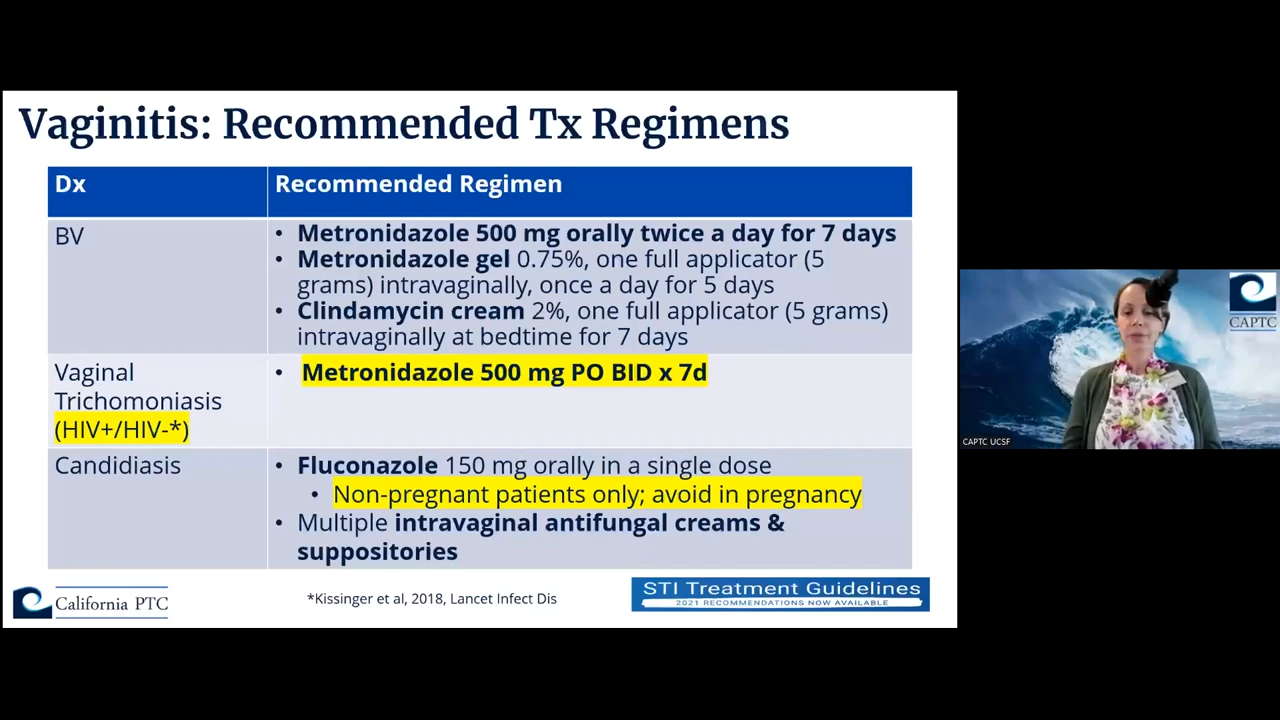 Vaginitis: Recommended Tx Regimens
Dx
Recommended Regimen
BV
• Metronidazole 500 mg orally twice a day for 7 days
• Metronidazole gel 0.75%, one full applicator (5
grams) intravaginally, once a day for 5 days
• Clindamycin cream 2%, one full applicator (5 grams)
intravaginally at bedtime for 7 days
Vaginal
Trichomoniasis
(HIV+/HIV-*)
• Metronidazole 500 mg PO BID x 7d
Candidiasis
• Fluconazole 150 mg orally in a single dose
• Non-pregnant patients only; avoid in pregnancy
• Multiple intravaginal antifungal creams &
suppositories
California PTC
*Kissinger et al, 2018, Lancet Infect Dis
STI Treatment Guidelines
2021 RECOMMENDATIONS NOW AVAILABLE
CAPTC
CAPTC UCSF